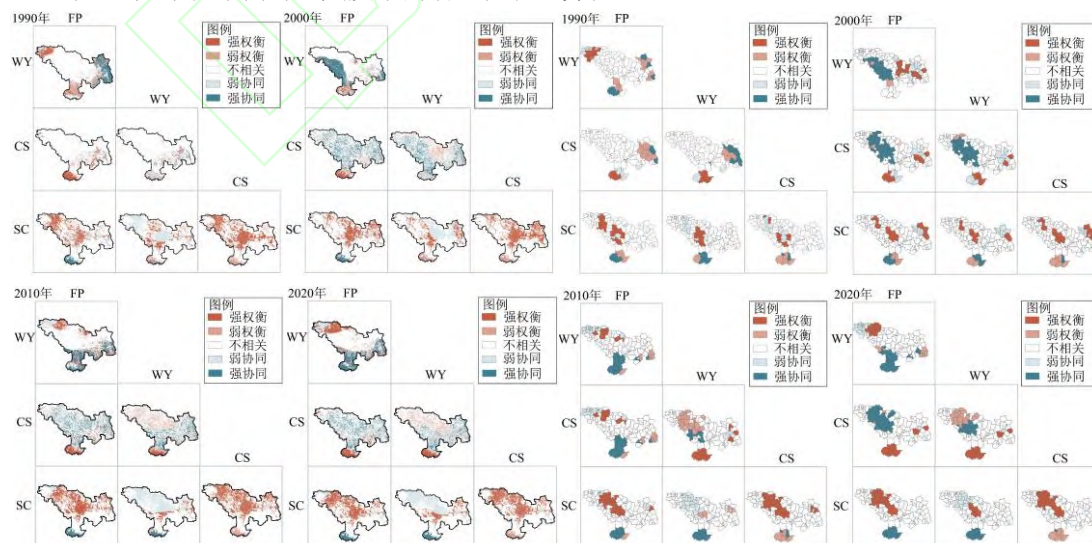 1990年 FP
图例
强权衡
弱权衡
不相关
弱协同
强协同
WY
WY
CS
CS
SC
2000年 FP
图例
强权衡
弱权衡
不相关
弱协同
强协同
WY
CS
1990年 FP
图例
强权衡
弱权衡
不相关
弱协同
强协同
WY
WY
CS
CS
SC
2000年 FP
图例
强权衡
弱权衡
不相关
弱协同
强协同
WY
WY
CS
CS
SC
2010年 FP
图例
强权衡
弱权衡
不相关
弱协同
强协同
WY
WY
CS
CS
SC
2020年 FP
图例
强权衡
弱权衡
不相关
弱协同
强协同
WY
CS
2010年 FP
图例
强权衡
弱权衡
不相关
弱协同
强协同
WY
WY
CS
CS
SC
2020年 FP
图例
强权衡
弱权衡
不相关
弱协同
强协同
WY
WY
CS
CS
SC